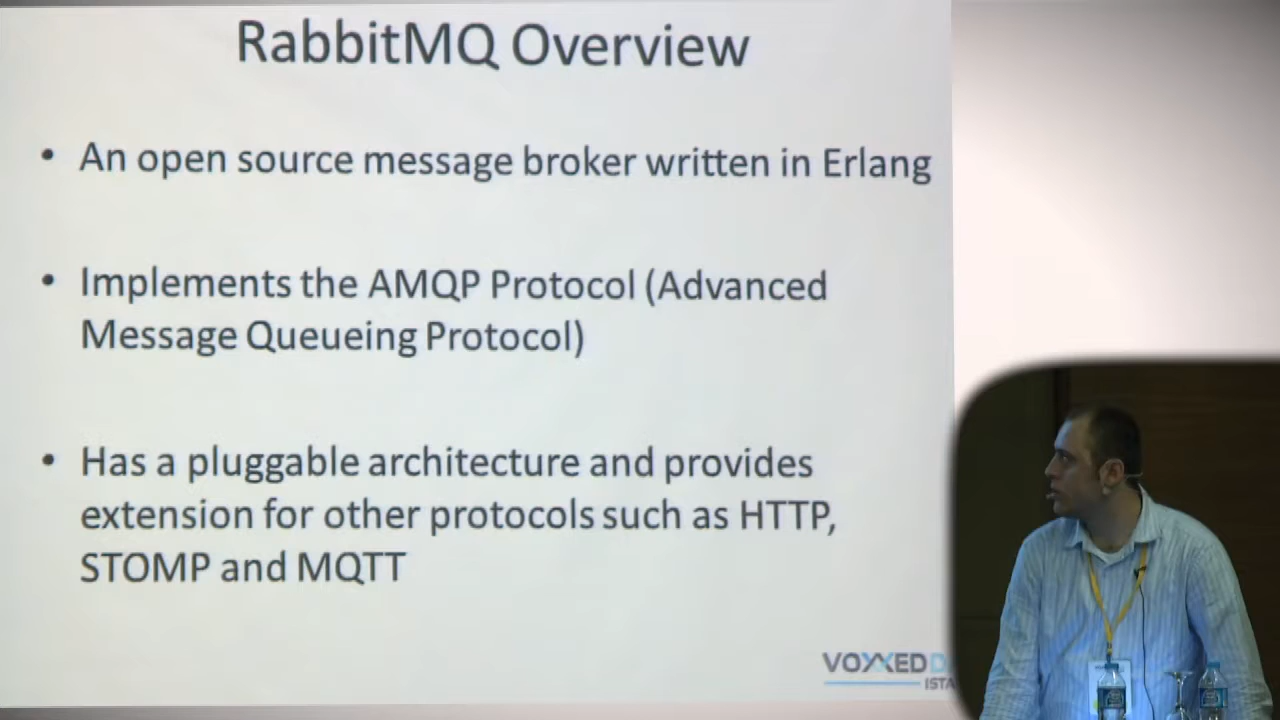 RabbitMQ Overview
• An open source message broker written in Erlang
• Implements the AMQP Protocol (Advanced
Message Queueing Protocol)
• Has a pluggable architecture and provides
extension for other protocols such as HTTP,
STOMP and MQTT
VOXXED D
ISTA